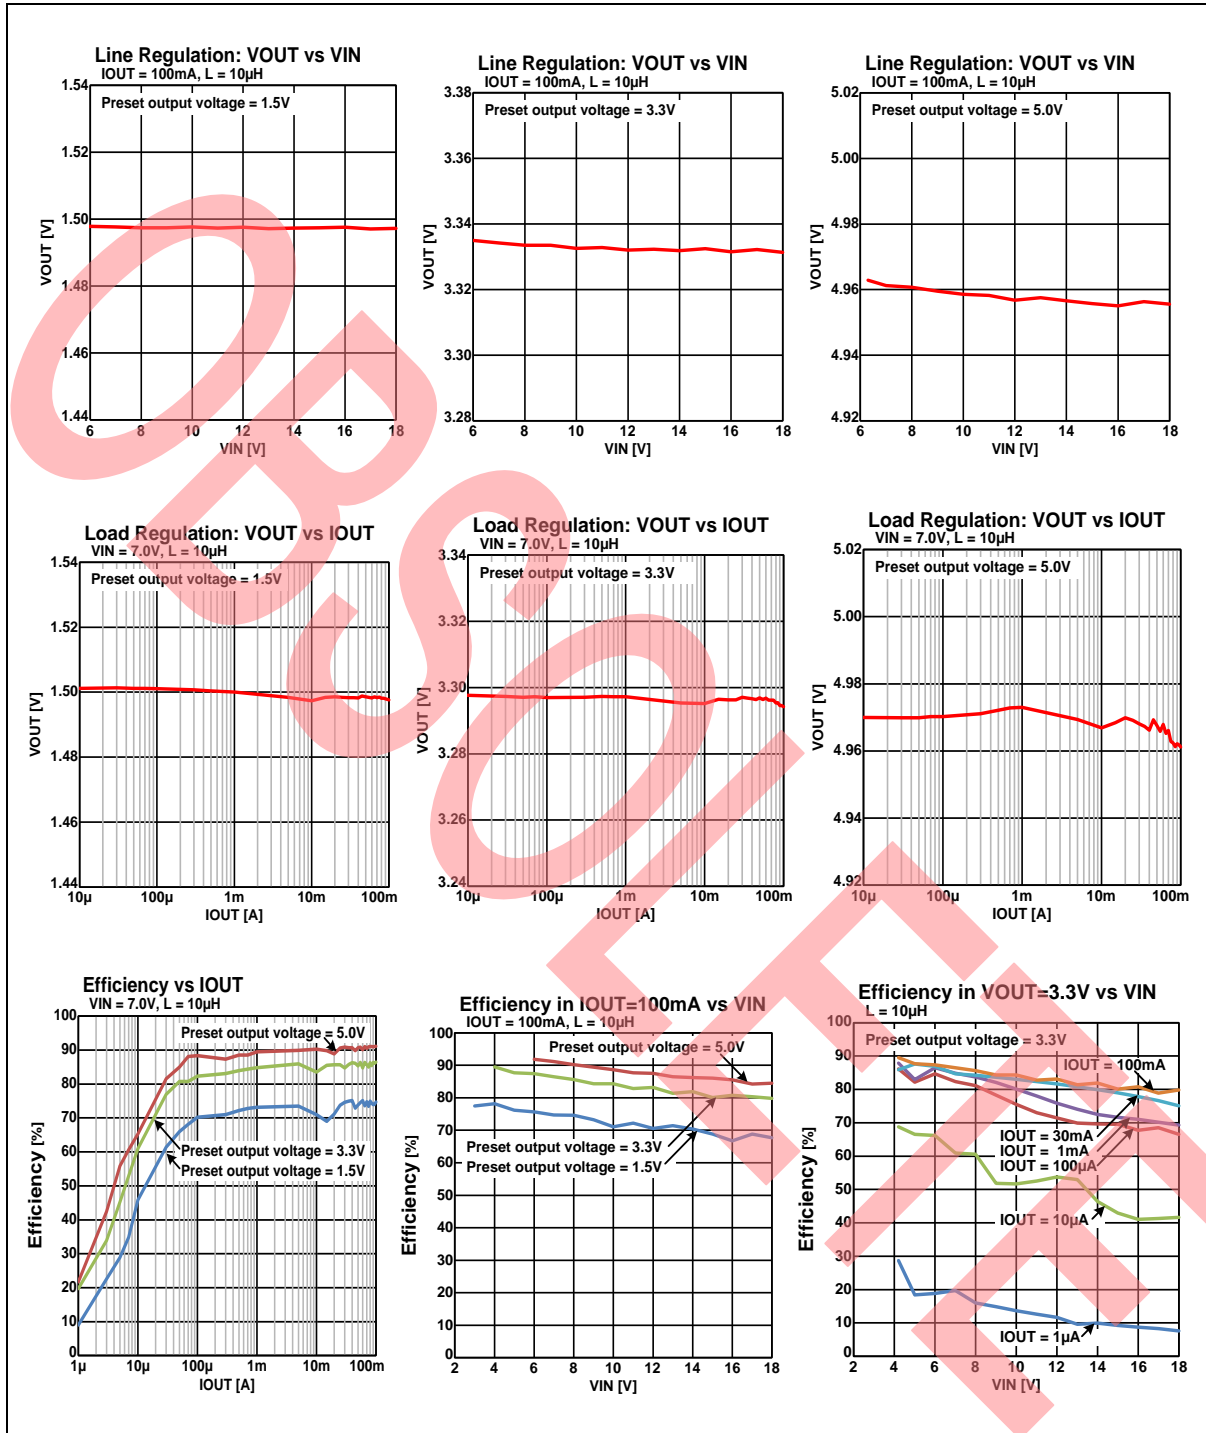 Line Regulation: VOUT vs VIN
IOUT = 100mA, L = 10µH
Preset output voltage = 1.5V
1.54
1.52
1.50
1.48
1.46
1.44
VOUT [V]
6 8 10 12 14 16 18
VIN [V]
Line Regulation: VOUT vs VIN
IOUT = 100mA, L = 10µH
Preset output voltage = 3.3V
3.38
3.36
3.34
3.32
3.30
3.28
VOUT [V]
6 8 10 12 14 16 18
VIN [V]
Line Regulation: VOUT vs VIN
IOUT = 100mA, L = 10µH
Preset output voltage = 5.0V
5.02
5.00
4.98
4.96
4.94
4.92
VOUT [V]
6 8 10 12 14 16 18
VIN [V]
Load Regulation: VOUT vs IOUT
VIN = 7.0V, L = 10µH
Preset output voltage = 1.5V
1.54
1.52
1.50
1.48
1.46
1.44
VOUT [V]
10µ 100µ 1m 10m 100m
IOUT [A]
Load Regulation: VOUT vs IOUT
VIN = 7.0V, L = 10µH
Preset output voltage = 3.3V
3.34
3.32
3.30
3.28
3.26
3.24
VOUT [V]
10µ 100µ 1m 10m 100m
IOUT [A]
Load Regulation: VOUT vs IOUT
VIN = 7.0V, L = 10µH
Preset output voltage = 5.0V
5.02
5.00
4.98
4.96
4.94
4.92
VOUT [V]
10µ 100µ 1m 10m 100m
IOUT [A]
Efficiency vs IOUT
VIN = 7.0V, L = 10µH
100
90
80
70
60
50
40
30
20
10
0
Efficiency [%]
Preset output voltage = 5.0V
Preset output voltage = 3.3V
Preset output voltage = 1.5V
1µ 10µ 100µ 1m 10m 100m
IOUT [A]
Efficiency in IOUT=100mA vs VIN
IOUT = 100mA, L = 10µH
100
90
80
70
60
50
40
30
20
10
0
Efficiency [%]
Preset output voltage = 5.0V
Preset output voltage = 3.3V
Preset output voltage = 1.5V
2 4 6 8 10 12 14 16 18
VIN [V]
Efficiency in VOUT=3.3V vs VIN
L = 10µH
Preset output voltage = 3.3V
100
90
80
70
60
50
40
30
20
10
0
Efficiency [%]
IOUT = 100mA
IOUT = 30mA
IOUT = 1mA
IOUT = 100µA
IOUT = 10µA
IOUT = 1µA
2 4 6 8 10 12 14 16 18
VIN [V]
OBSOLETE